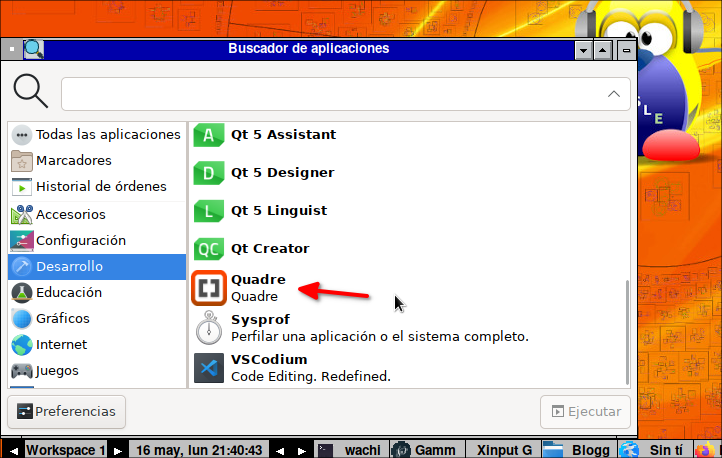 Buscador de aplicaciones
Todas las aplicaciones
Marcadores
Historial de órdenes
Accesorios
Configuración
Desarrollo
Educación
Gráficos
Internet
Juegos
A
Qt 5 Assistant
D
Qt 5 Designer
L
Qt 5 Linguist
QC
Qt Creator
Quadre
Quadre
Sysprof
Perfilar una aplicación o el sistema completo.
VSCodium
Code Editing. Redefined.
Preferencias
Ejecutar
Workspace 1
16 may, lun 21:40:43
wachi
Gamm
Xinput G
Blogg
Sin tí